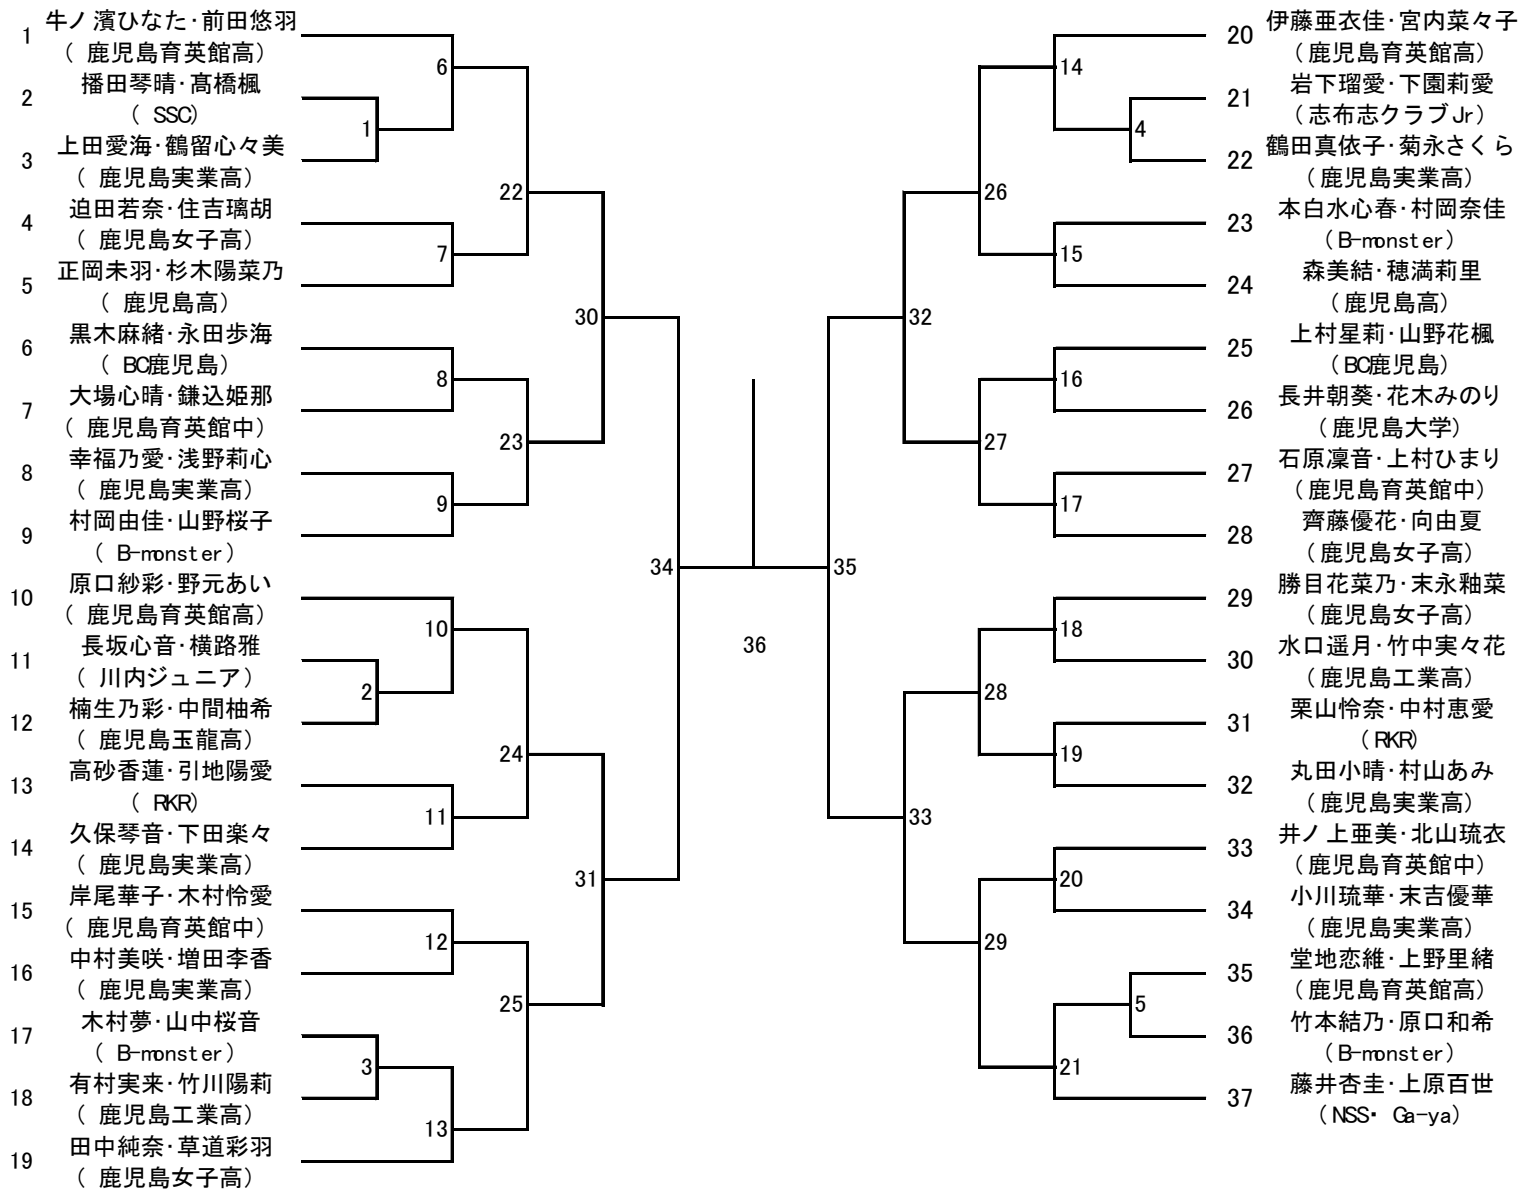 1 牛ノ濱ひなた・前田悠羽
( 鹿児島育英館高)
2 播田琴晴・髙橋楓
( SSC)
3 上田愛海・鶴留心々美
( 鹿児島実業高)
4 迫田若奈・住吉璃胡
( 鹿児島女子高)
5 正岡未羽・杉木陽菜乃
( 鹿児島高)
6 黒木麻緒・永田歩海
( BC鹿児島)
7 大場心晴・鎌込姫那
( 鹿児島育英館中)
8 幸福乃愛・浅野莉心
( 鹿児島実業高)
9 村岡由佳・山野桜子
( B-monster)
10 原口紗彩・野元あい
( 鹿児島育英館高)
11 長坂心音・横路雅
( 川内ジュニア)
12 楠生乃彩・中間柚希
( 鹿児島玉龍高)
13 高砂香蓮・引地陽愛
( RKR)
14 久保琴音・下田楽々
( 鹿児島実業高)
15 岸尾華子・木村怜愛
( 鹿児島育英館中)
16 中村美咲・増田李香
( 鹿児島実業高)
17 木村夢・山中桜音
( B-monster)
18 有村実来・竹川陽莉
( 鹿児島工業高)
19 田中純奈・草道彩羽
( 鹿児島女子高)
1
2
3
6
7
8
9
10
11
12
13
22
23
24
25
30
31
34
36
35
32
33
26
27
28
29
14
15
16
17
18
19
20
21
4
5
20 伊藤亜衣佳・宮内菜々子
(鹿児島育英館高)
21 岩下瑠愛・下園莉愛
(志布志クラブJr)
22 鶴田真依子・菊永さくら
(鹿児島実業高)
23 本白水心春・村岡奈佳
(B-monster)
24 森美結・穂満莉里
(鹿児島高)
25 上村星莉・山野花楓
(BC鹿児島)
26 長井朝葵・花木みのり
(鹿児島大学)
27 石原凜音・上村ひまり
(鹿児島育英館中)
28 齊藤優花・向由夏
(鹿児島女子高)
29 勝目花菜乃・末永釉菜
(鹿児島女子高)
30 水口遥月・竹中実々花
(鹿児島工業高)
31 栗山怜奈・中村恵愛
(RKR)
32 丸田小晴・村山あみ
(鹿児島実業高)
33 井ノ上亜美・北山琉衣
(鹿児島育英館中)
34 小川琉華・末吉優華
(鹿児島実業高)
35 堂地恋維・上野里緒
(鹿児島育英館高)
36 竹本結乃・原口和希
(B-monster)
37 藤井杏圭・上原百世
(NSS・ Ga-ya)